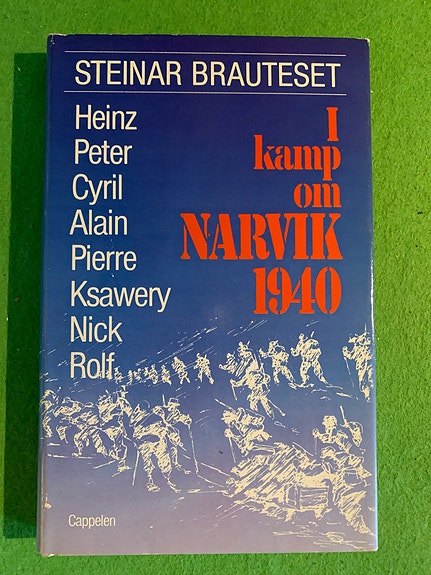 STEINAR BRAUTESET
Heinz
Peter
Cyril
Alain
Pierre
Ksawery
Nick
Rolf
I
kamp
om
NARVIK
1940
Cappelen